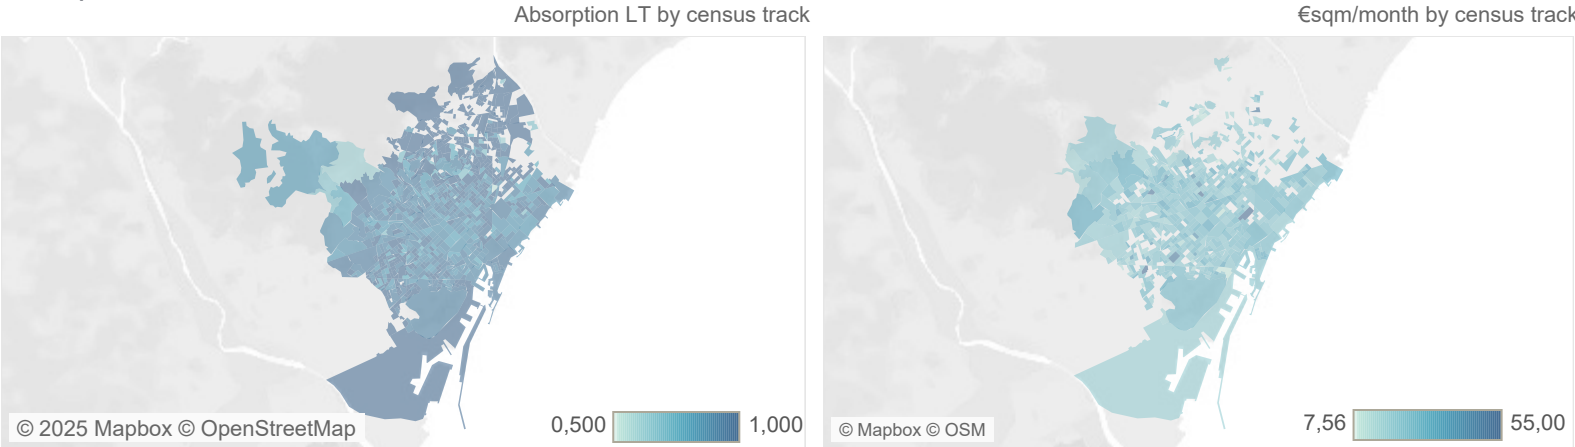 Absorption LT by census track
€sqm/month by census track
© 2025 Mapbox © OpenStreetMap
0,500
1,000
© Mapbox © OSM
7,56
55,00